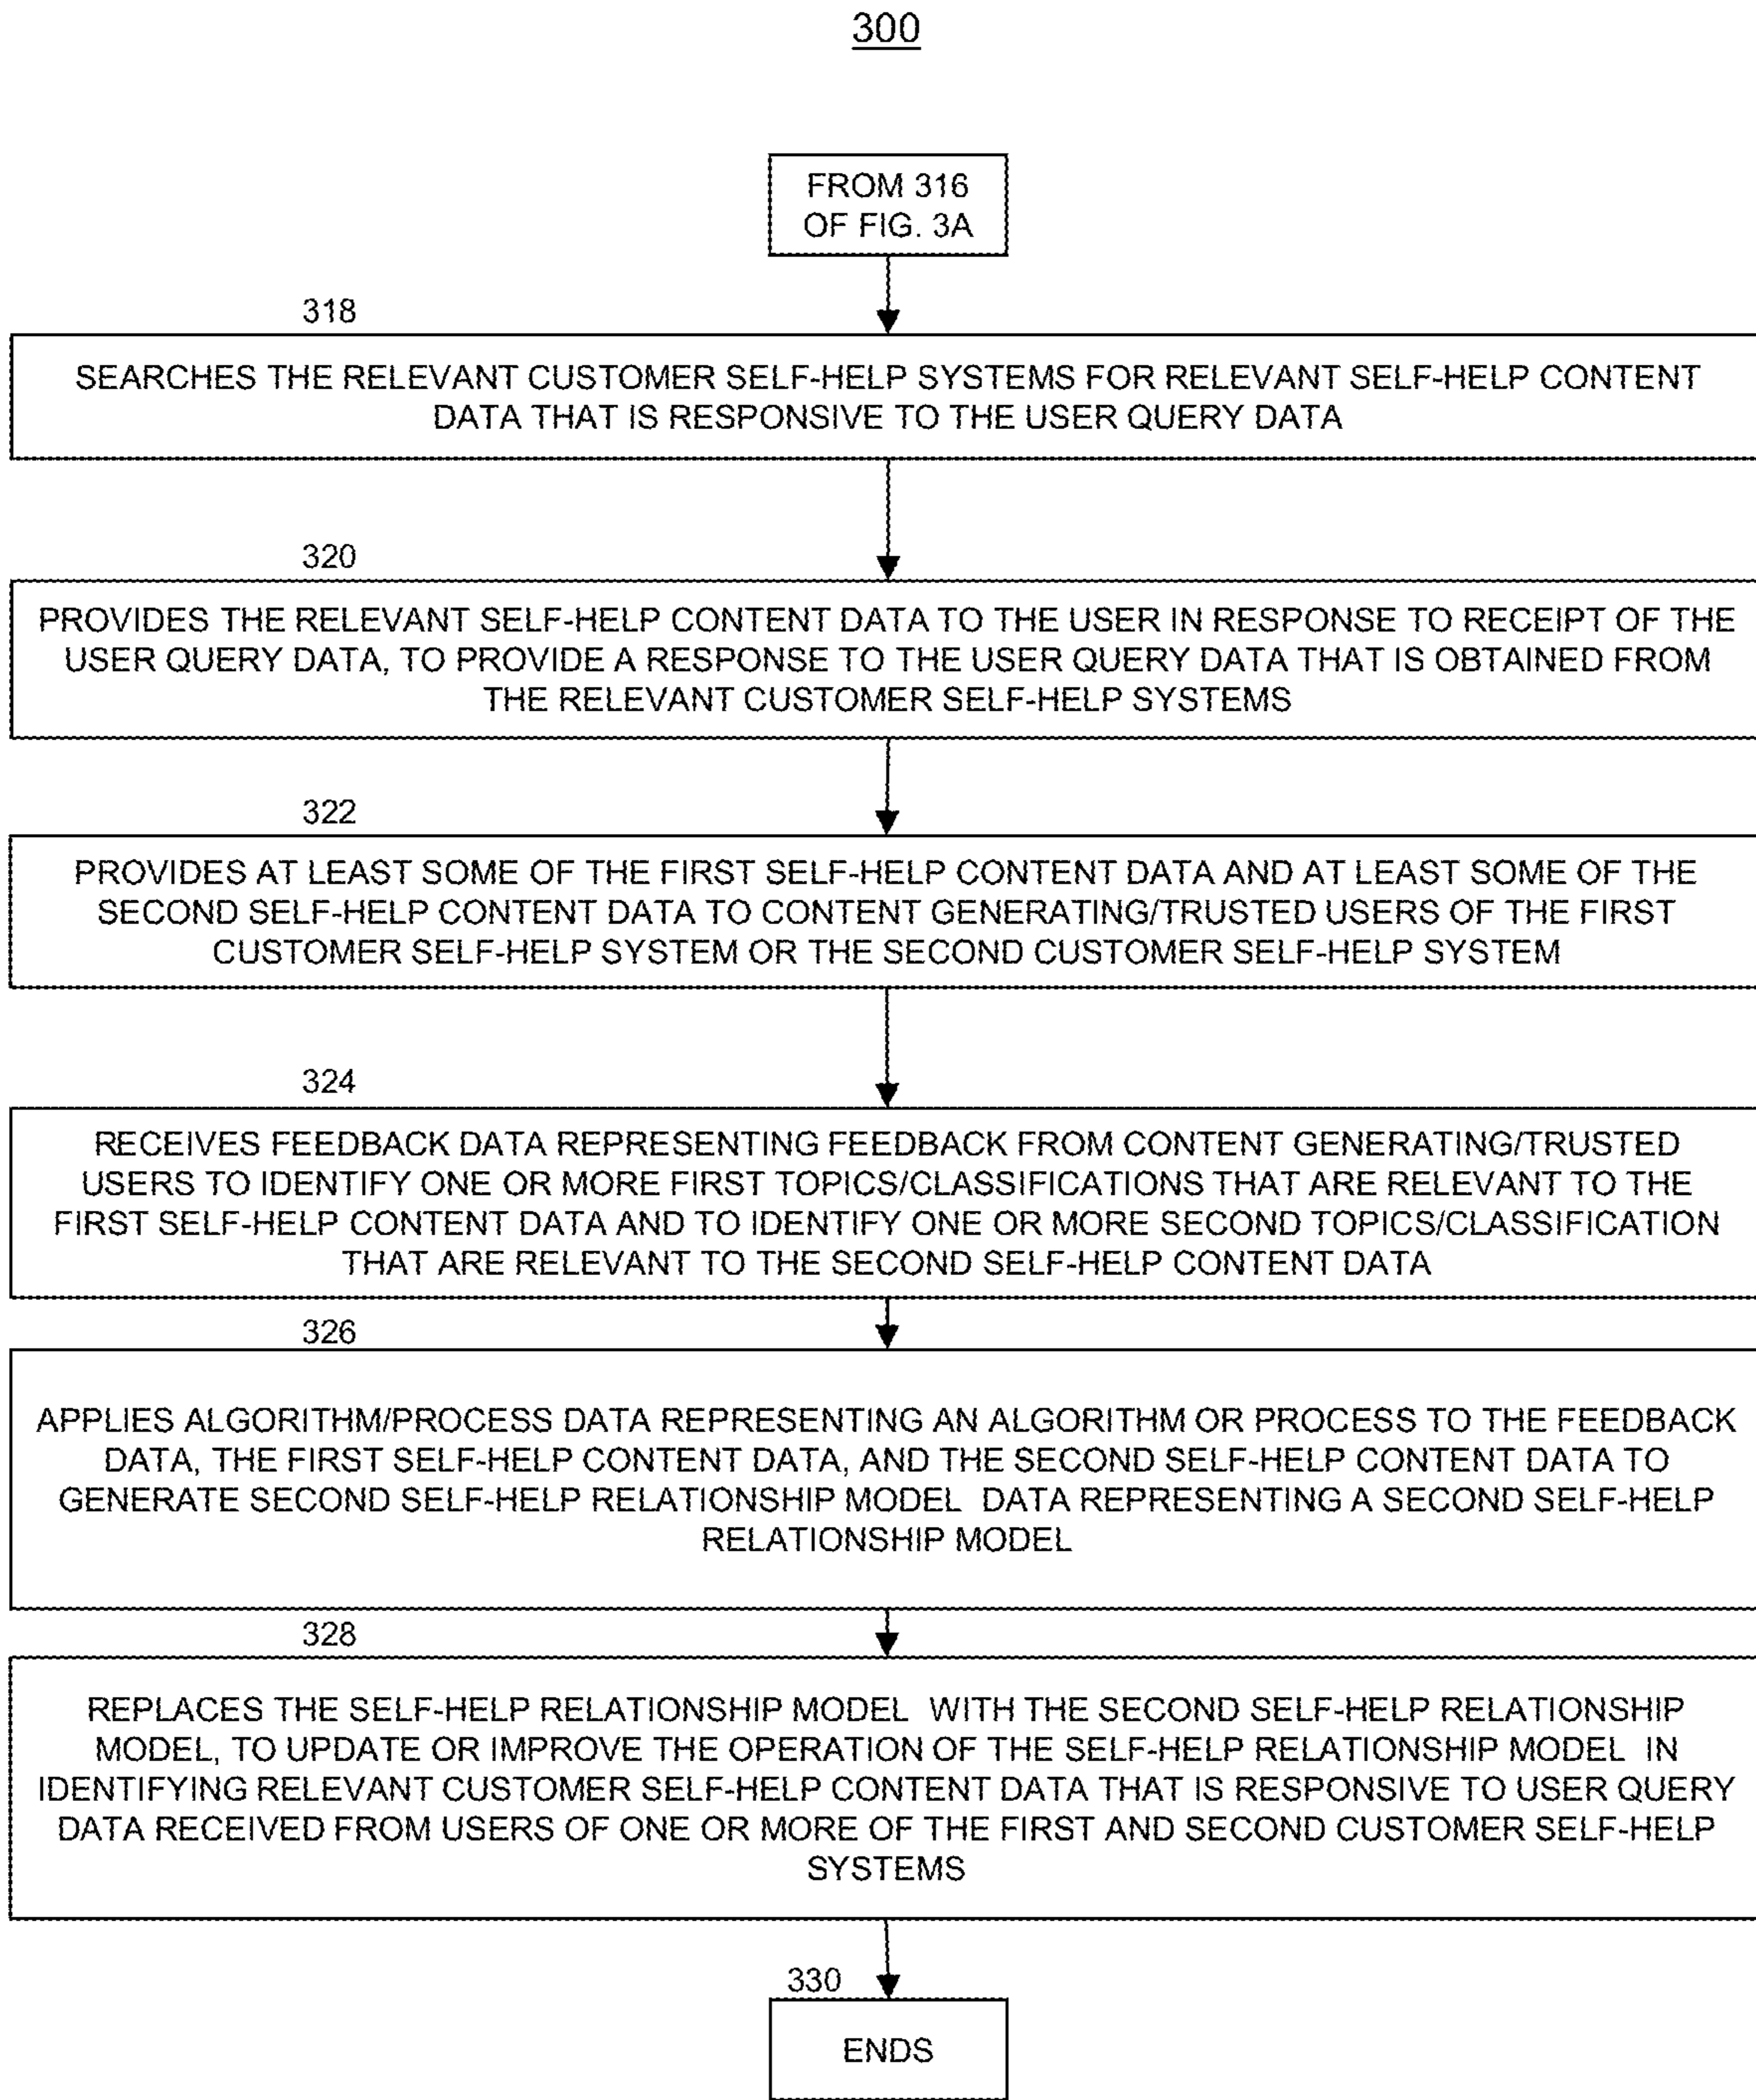 300
FROM 316
OF FIG. 3A
318
SEARCHES THE RELEVANT CUSTOMER SELF-HELP SYSTEMS FOR RELEVANT SELF-HELP CONTENT
DATA THAT IS RESPONSIVE TO THE USER QUERY DATA
320
PROVIDES THE RELEVANT SELF-HELP CONTENT DATA TO THE USER IN RESPONSE TO RECEIPT OF THE
USER QUERY DATA, TO PROVIDE A RESPONSE TO THE USER QUERY DATA THAT IS OBTAINED FROM
THE RELEVANT CUSTOMER SELF-HELP SYSTEMS
322
PROVIDES AT LEAST SOME OF THE FIRST SELF-HELP CONTENT DATA AND AT LEAST SOME OF THE
SECOND SELF-HELP CONTENT DATA TO CONTENT GENERATING/TRUSTED USERS OF THE FIRST
CUSTOMER SELF-HELP SYSTEM OR THE SECOND CUSTOMER SELF-HELP SYSTEM
324
RECEIVES FEEDBACK DATA REPRESENTING FEEDBACK FROM CONTENT GENERATING/TRUSTED
USERS TO IDENTIFY ONE OR MORE FIRST TOPICS/CLASSIFICATIONS THAT ARE RELEVANT TO THE
FIRST SELF-HELP CONTENT DATA AND TO IDENTIFY ONE OR MORE SECOND TOPICS/CLASSIFICATION
THAT ARE RELEVANT TO THE SECOND SELF-HELP CONTENT DATA
326
APPLIES ALGORITHM/PROCESS DATA REPRESENTING AN ALGORITHM OR PROCESS TO THE FEEDBACK
DATA, THE FIRST SELF-HELP CONTENT DATA, AND THE SECOND SELF-HELP CONTENT DATA TO
GENERATE SECOND SELF-HELP RELATIONSHIP MODEL DATA REPRESENTING A SECOND SELF-HELP
RELATIONSHIP MODEL
328
REPLACES THE SELF-HELP RELATIONSHIP MODEL WITH THE SECOND SELF-HELP RELATIONSHIP
MODEL, TO UPDATE OR IMPROVE THE OPERATION OF THE SELF-HELP RELATIONSHIP MODEL IN
IDENTIFYING RELEVANT CUSTOMER SELF-HELP CONTENT DATA THAT IS RESPONSIVE TO USER QUERY
DATA RECEIVED FROM USERS OF ONE OR MORE OF THE FIRST AND SECOND CUSTOMER SELF-HELP
SYSTEMS
330
ENDS